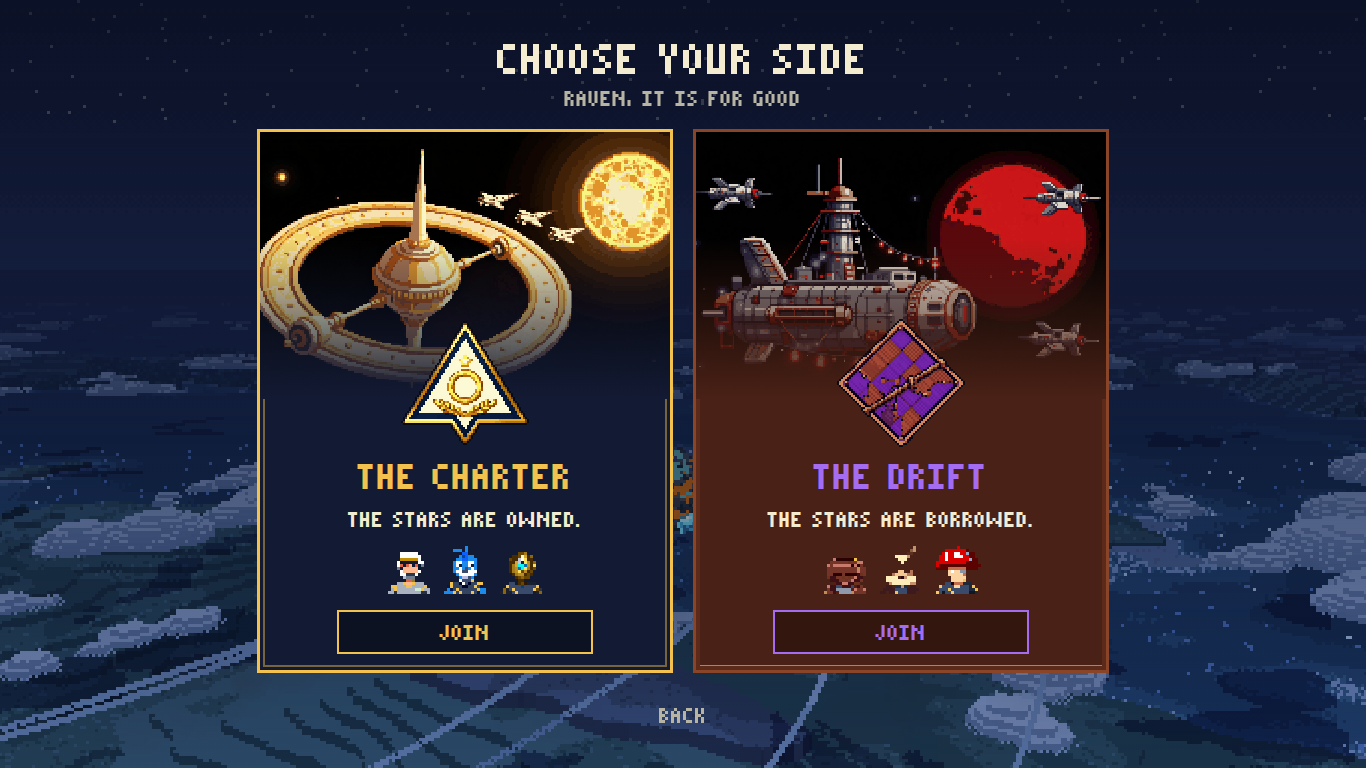 CHOOSE YOUR SIDE
RAVEN. IT IS FOR GOOD
THE CHARTER
THE STARS ARE OWNED.
JOIN
THE DRIFT
THE STARS ARE BORROWED.
JOIN
BACK